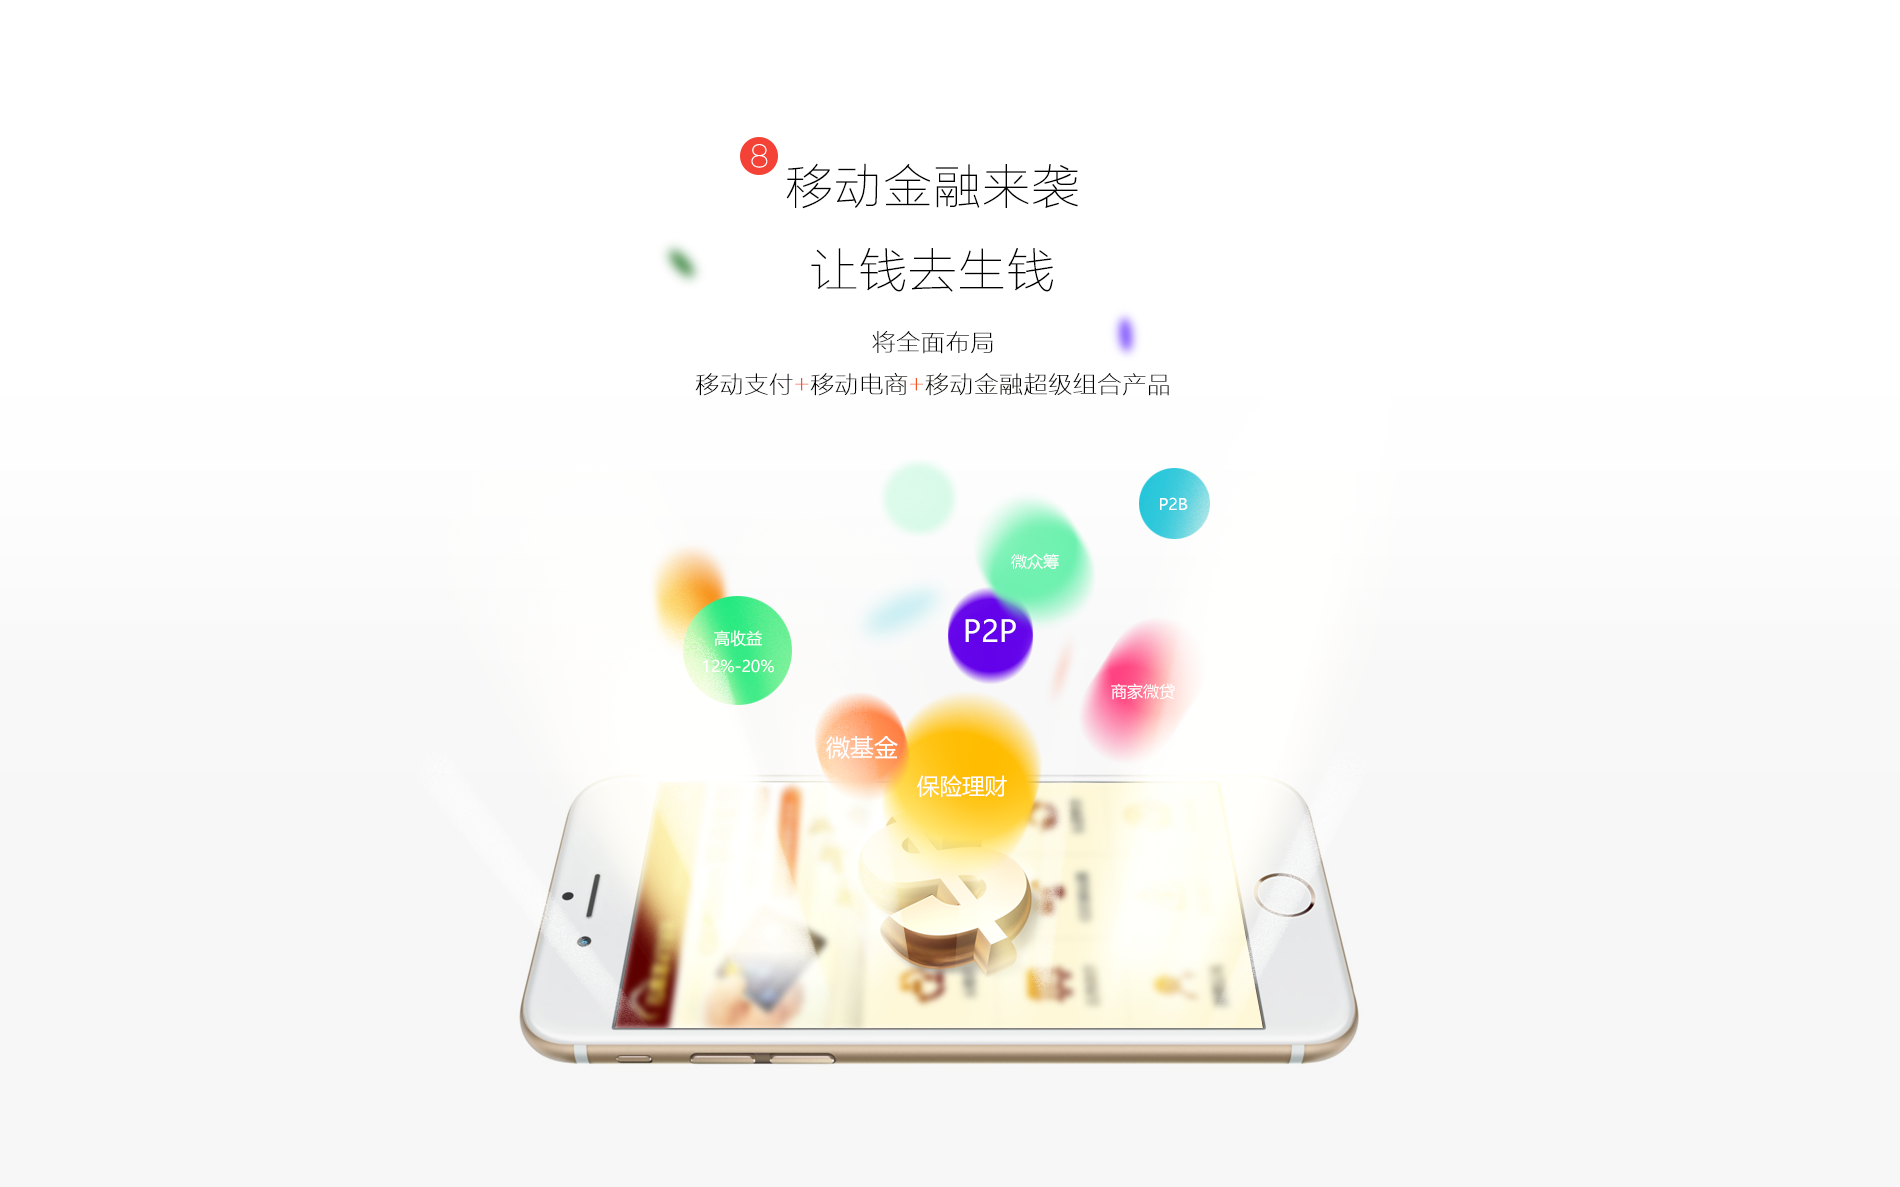 8
移动金融来袭
让钱去生钱
将全面布局
移动支付+移动电商+移动金融超级组合产品
P2B
微众筹
P2P
高收益
12%-20%
商家微贷
微基金
保险理财
$